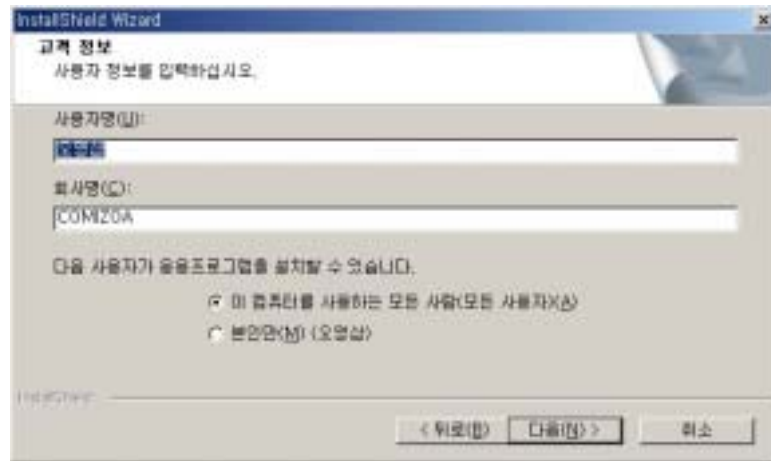 InstallShield Wizard
고객 정보
사용자 정보를 입력하십시오.
사용자명(U):
회사명(C):
COMIZOA
다음 사용자가 응용프로그램을 설치할 수 있습니다.
이 컴퓨터를 사용하는 모든 사람(모든 사용자)(A)
본인만(M) (오영삼)
InstallShield
< 뒤로(B) 다음(N) > 취소